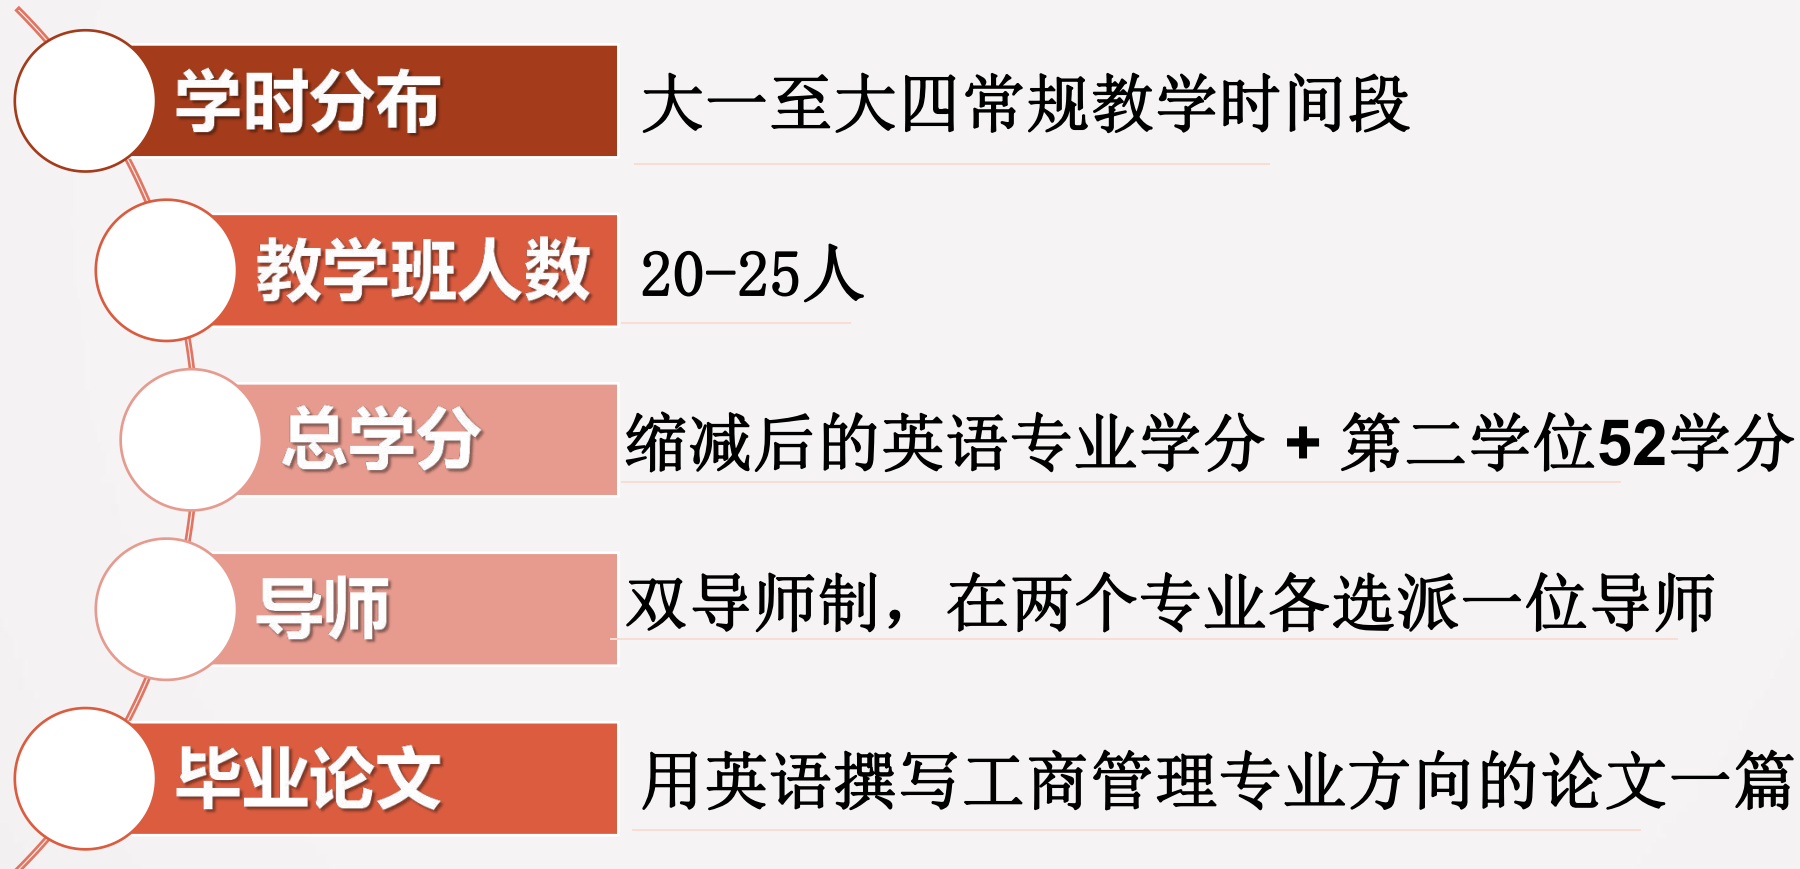 学时分布 大一至大四常规教学时间段
教学班人数 20-25人
总学分 缩减后的英语专业学分 + 第二学位52学分
导师 双导师制，在两个专业各选派一位导师
毕业论文 用英语撰写工商管理专业方向的论文一篇